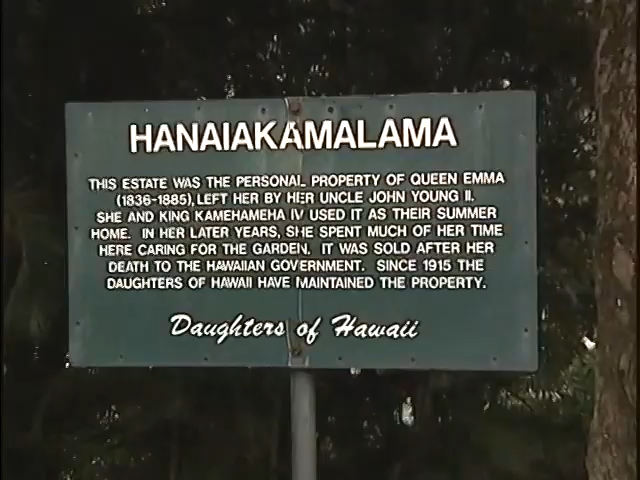 HANAIAKAMALAMA
THIS ESTATE WAS THE PERSONAL PROPERTY OF QUEEN EMMA
(1836-1885), LEFT HER BY HER UNCLE JOHN YOUNG II.
SHE AND KING KAMEHAMEHA IV USED IT AS THEIR SUMMER
HOME. IN HER LATER YEARS, SHE SPENT MUCH OF HER TIME
HERE CARING FOR THE GARDEN. IT WAS SOLD AFTER HER
DEATH TO THE HAWAIIAN GOVERNMENT. SINCE 1915 THE
DAUGHTERS OF HAWAII HAVE MAINTAINED THE PROPERTY.
Daughters of Hawaii